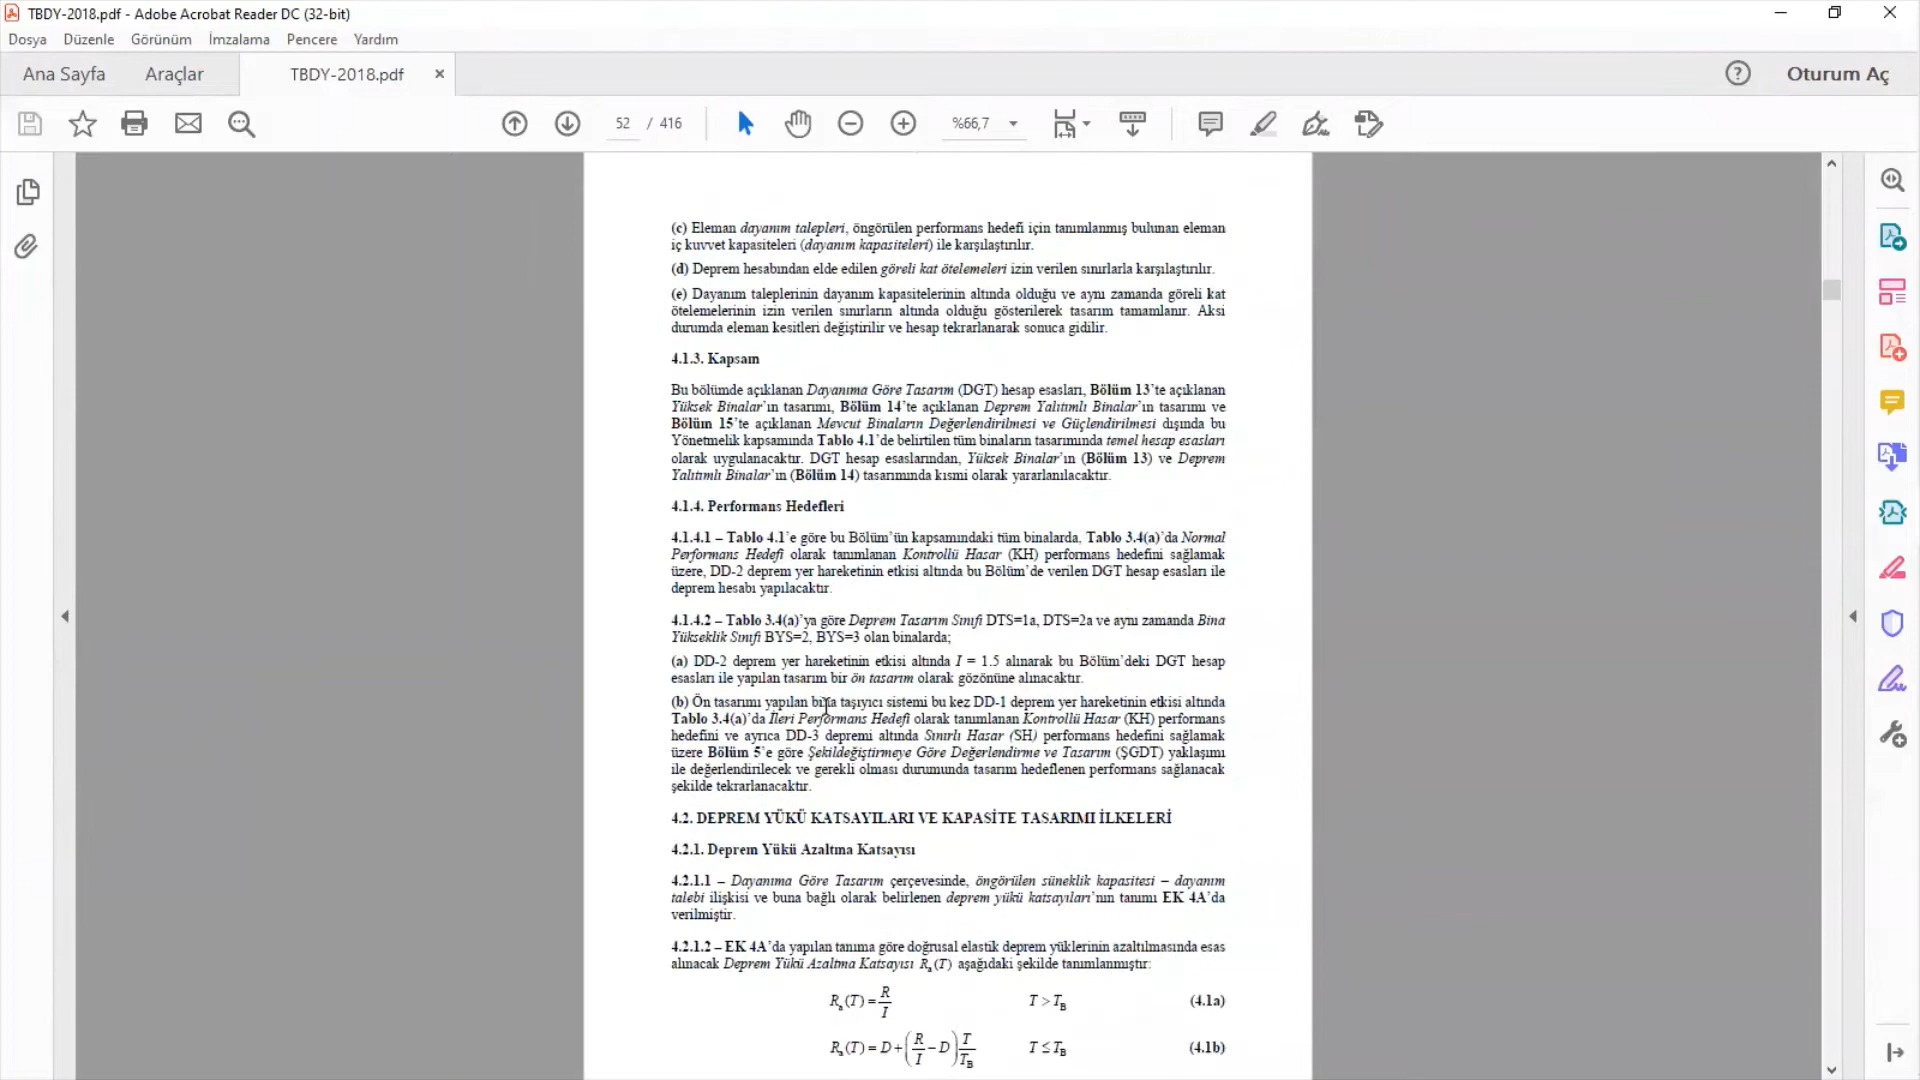 TBDY-2018.pdf - Adobe Acrobat Reader DC (32-bit)
Dosya Düzenle Görünüm İmzalama Pencere Yardım
Ana Sayfa Araçlar TBDY-2018.pdf × Oturum Aç
52 / 416 %66,7
(c) Eleman dayanım talepleri, öngörülen performans hedefi için tanımlanmış bulunan eleman
iç kuvvet kapasiteleri (dayanım kapasiteleri) ile karşılaştırılır.
(d) Deprem hesabından elde edilen göreli kat ötelemeleri izin verilen sınırlarla karşılaştırılır.
(e) Dayanım taleplerinin dayanım kapasitelerinin altında olduğu ve aynı zamanda göreli kat
ötelemelerinin izin verilen sınırların altında olduğu gösterilerek tasarım tamamlanır. Aksi
durumda eleman kesitleri değiştirilir ve hesap tekrarlanarak sonuca gidilir.
4.1.3. Kapsam
Bu bölümde açıklanan Dayanıma Göre Tasarım (DGT) hesap esasları, Bölüm 13'te açıklanan
Yüksek Binalar'ın tasarımı, Bölüm 14'te açıklanan Deprem Yalıtımlı Binalar'ın tasarımı ve
Bölüm 15'te açıklanan Mevcut Binaların Değerlendirilmesi ve Güçlendirilmesi dışında bu
Yönetmelik kapsamında Tablo 4.1'de belirtilen tüm binaların tasarımında temel hesap esasları
olarak uygulanacaktır. DGT hesap esaslarından, Yüksek Binalar'ın (Bölüm 13) ve Deprem
Yalıtımlı Binalar'ın (Bölüm 14) tasarımında kısmi olarak yararlanılacaktır.
4.1.4. Performans Hedefleri
4.1.4.1 – Tablo 4.1'e göre bu Bölüm'ün kapsamındaki tüm binalarda, Tablo 3.4(a)'da Normal
Performans Hedefi olarak tanımlanan Kontrollü Hasar (KH) performans hedefini sağlamak
üzere, DD-2 deprem yer hareketinin etkisi altında bu Bölüm'de verilen DGT hesap esasları ile
deprem hesabı yapılacaktır.
4.1.4.2 – Tablo 3.4(a)'ya göre Deprem Tasarım Sınıfı DTS=1a, DTS=2a ve aynı zamanda Bina
Yükseklik Sınıfı BYS=2, BYS=3 olan binalarda;
(a) DD-2 deprem yer hareketinin etkisi altında I = 1.5 alınarak bu Bölüm'deki DGT hesap
esasları ile yapılan tasarım bir ön tasarım olarak gözönüne alınacaktır.
(b) Ön tasarımı yapılan bina taşıyıcı sistemi bu kez DD-1 deprem yer hareketinin etkisi altında
Tablo 3.4(a)'da İleri Performans Hedefi olarak tanımlanan Kontrollü Hasar (KH) performans
hedefini ve ayrıca DD-3 depremi altında Sınırlı Hasar (SH) performans hedefini sağlamak
üzere Bölüm 5'e göre Şekildeğiştirmeye Göre Değerlendirme ve Tasarım (ŞGDT) yaklaşımı
ile değerlendirilecek ve gerekli olması durumunda tasarım hedeflenen performans sağlanacak
şekilde tekrarlanacaktır.
4.2. DEPREM YÜKÜ KATSAYILARI VE KAPASİTE TASARIMI İLKELERİ
4.2.1. Deprem Yükü Azaltma Katsayısı
4.2.1.1 – Dayanıma Göre Tasarım çerçevesinde, öngörülen süneklik kapasitesi – dayanım
talebi ilişkisi ve buna bağlı olarak belirlenen deprem yükü katsayıları'nın tanımı EK 4A'da
verilmiştir.
4.2.1.2 – EK 4A'da yapılan tanıma göre doğrusal elastik deprem yüklerinin azaltılmasında esas
alınacak Deprem Yükü Azaltma Katsayısı Ra(T) aşağıdaki şekilde tanımlanmıştır:
Ra(T) = R/I T > TB (4.1a)
Ra(T) = D + (R/I − D) T/TB T ≤ TB (4.1b)